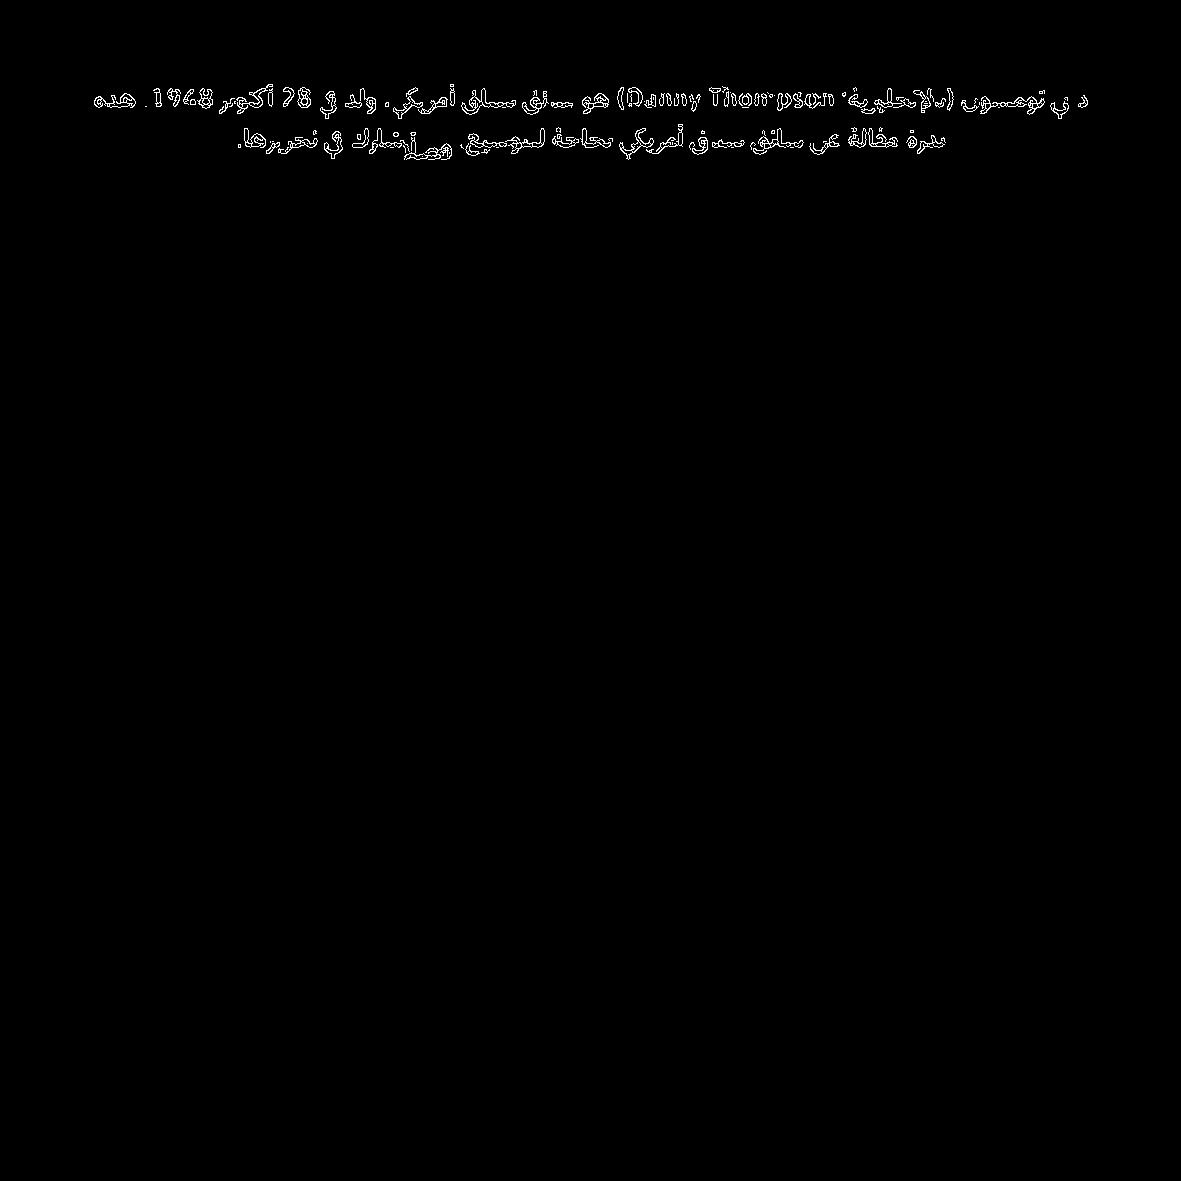 داني تومسون (بالإنجليزية: Danny Thompson) هو سائق سباق أمريكي، ولد في 28 أكتوبر 1968. هذه
بذرة مقالة عن سائق سباق أمريكي بحاجة للتوسيع. شارك في تحريرها.